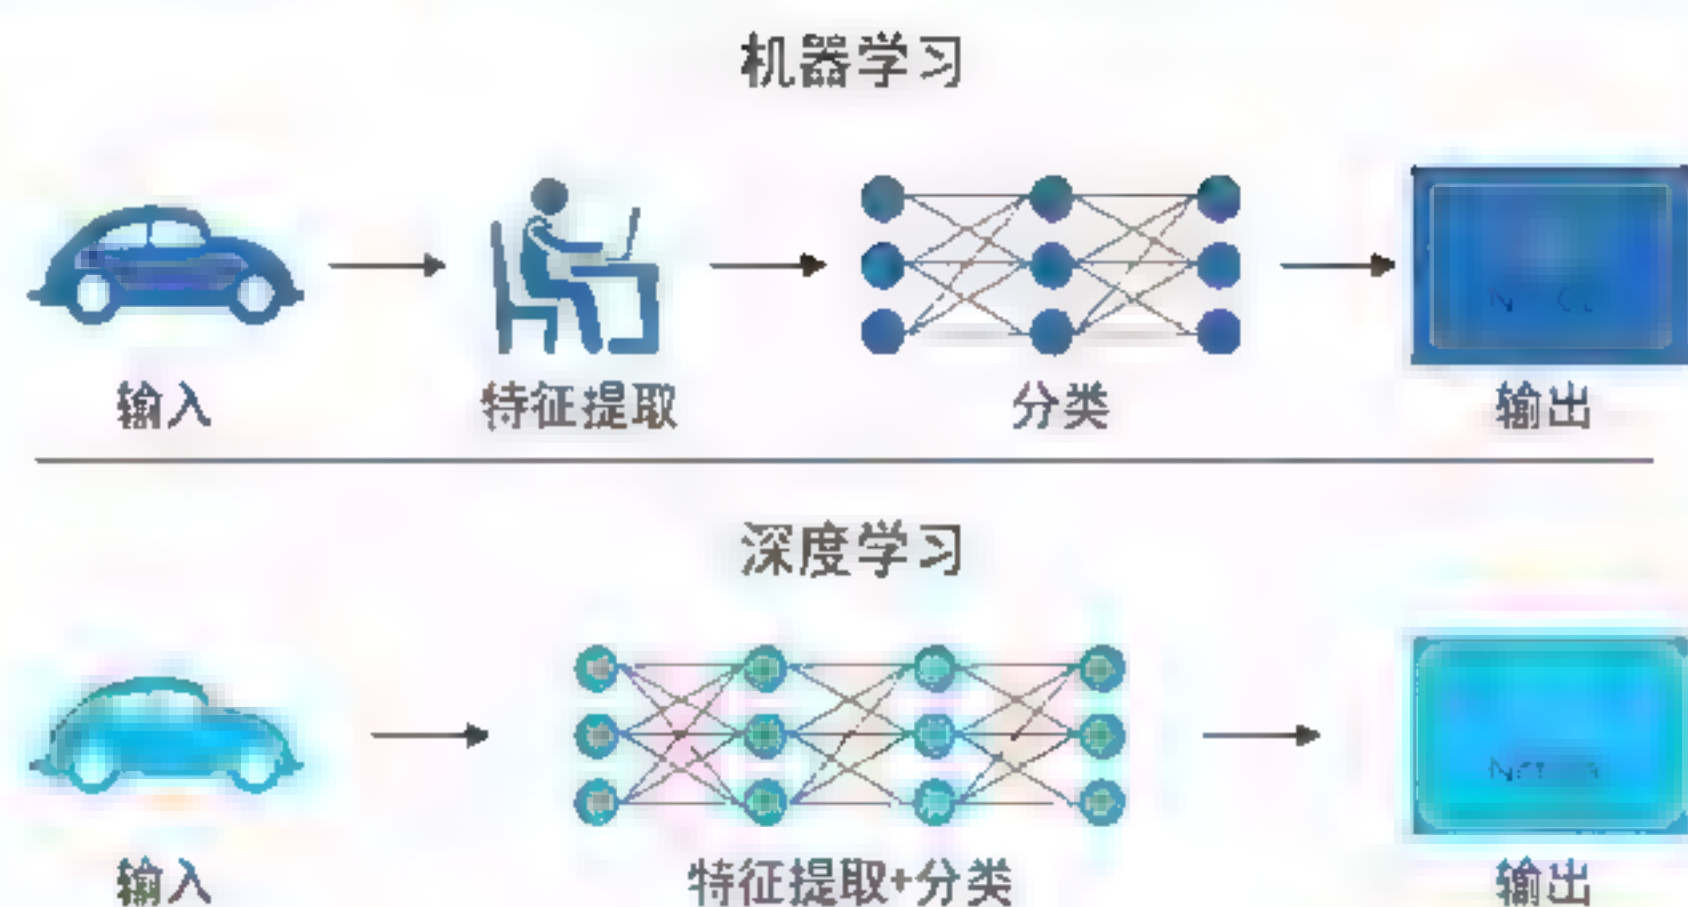 机器学习
输入
特征提取
分类
输出
深度学习
输入
特征提取+分类
输出